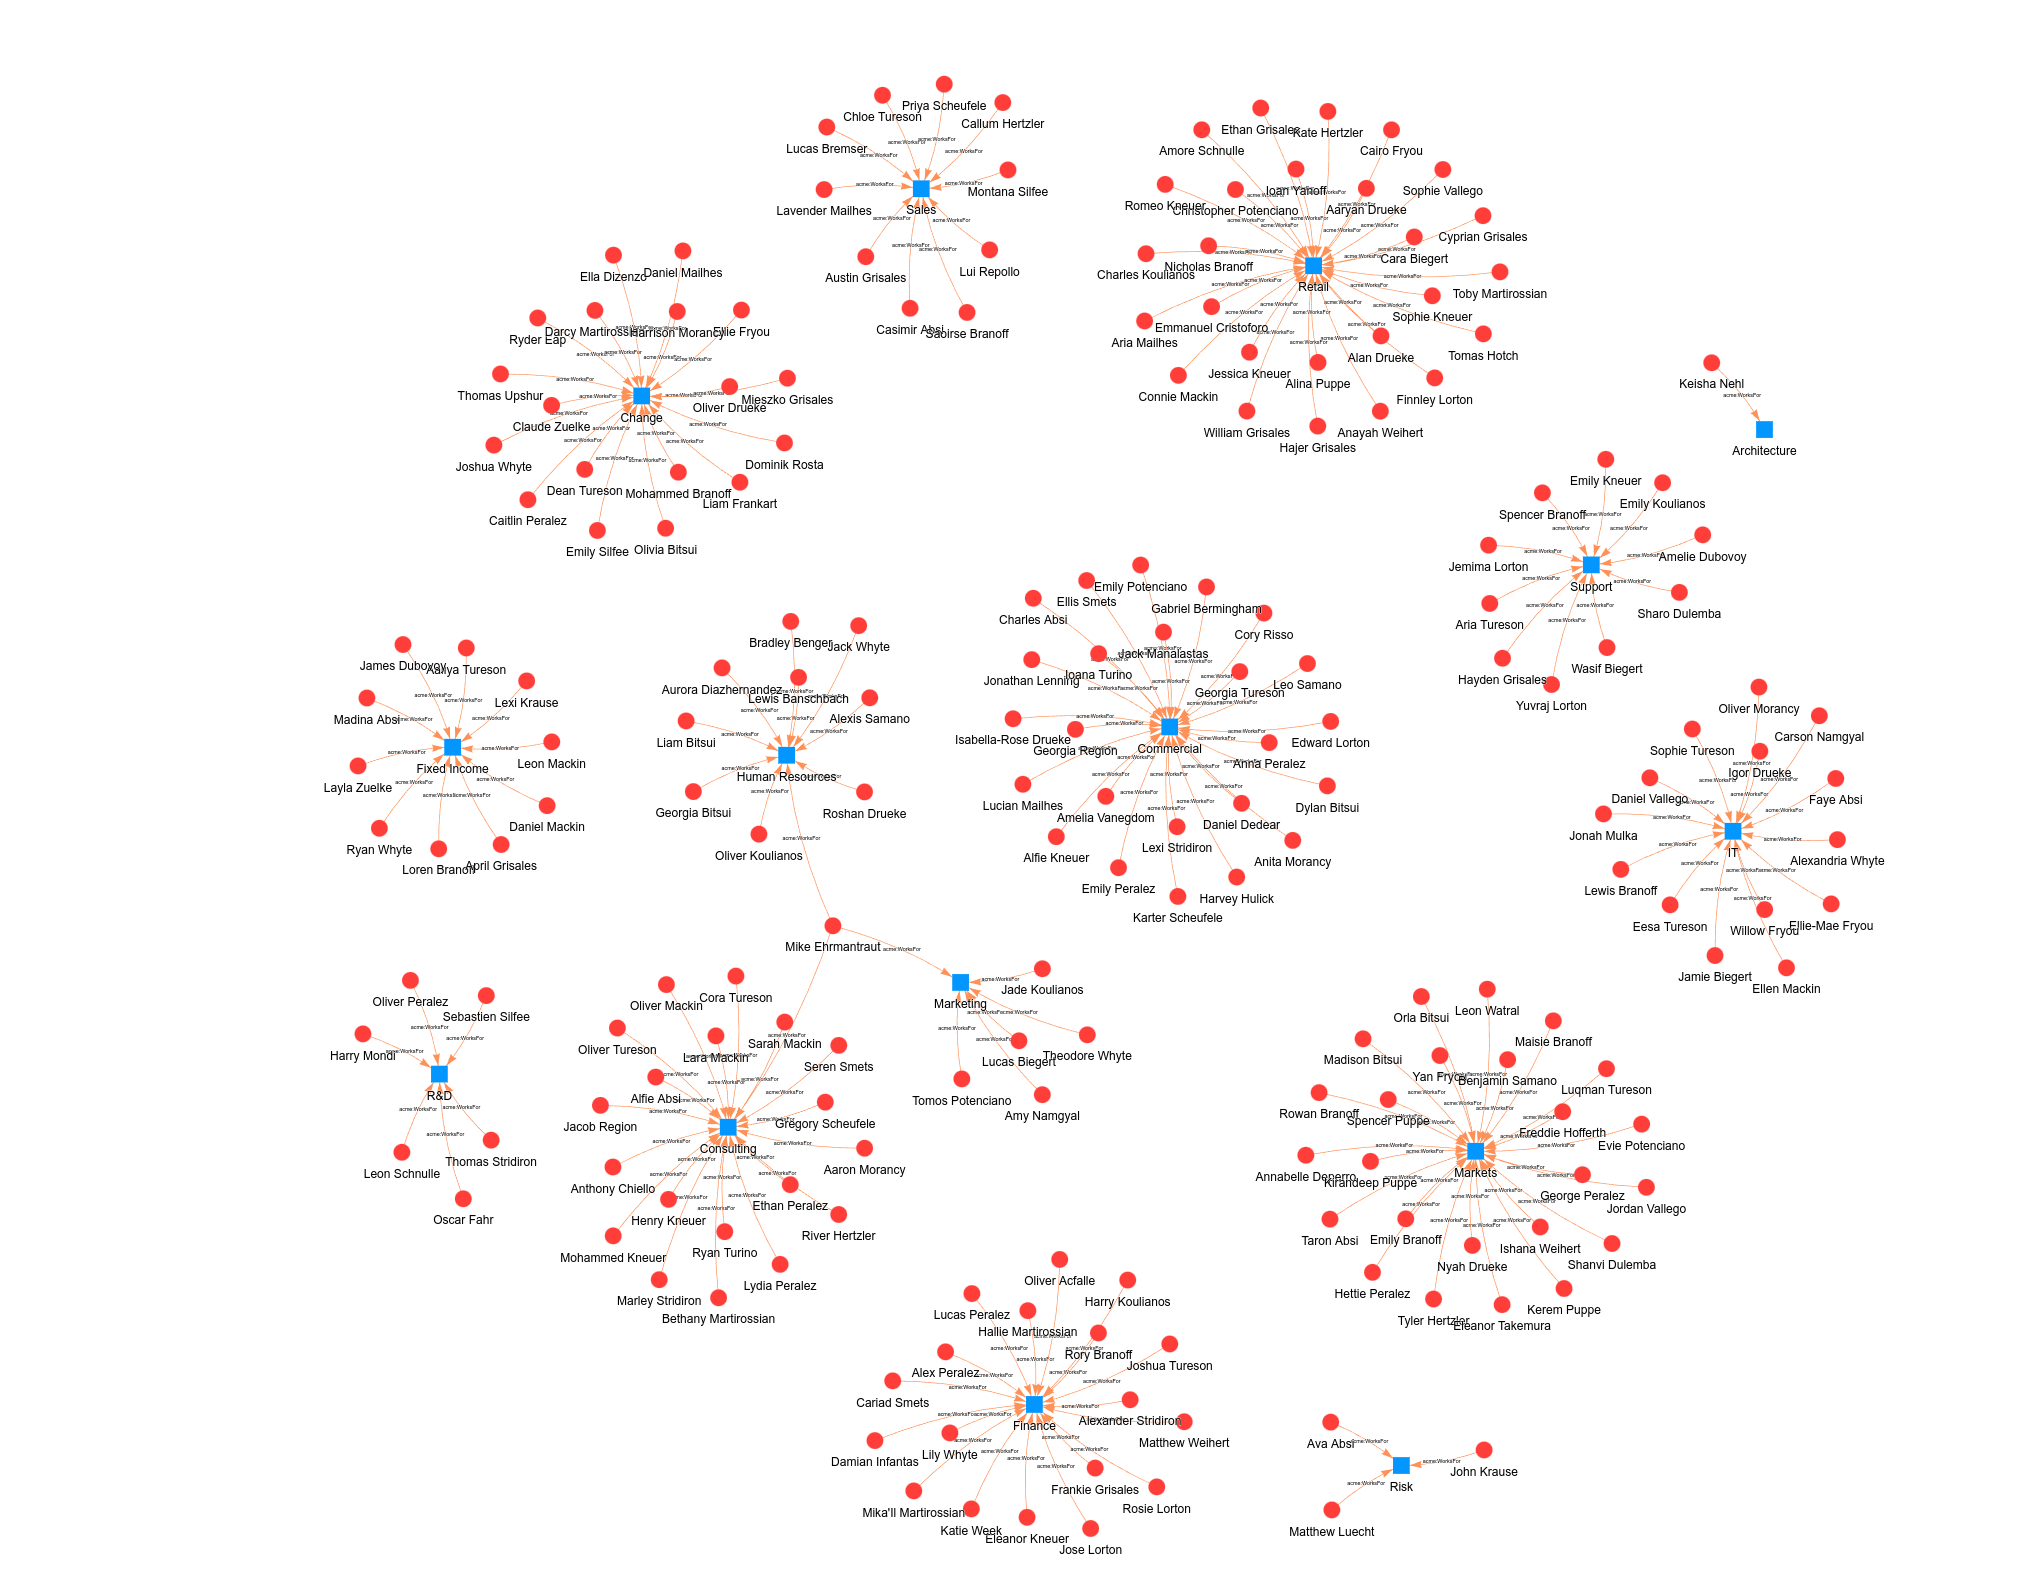 Priya Scheufele
Chloe Tureson
Callum Hertzler
Lucas Bremser
Montana Silfee
Lavender Mailhes
Sales
Austin Grisales
Lui Repollo
Casimir Absi
Saoirse Branoff
Ethan Grisales
Kate Hertzler
Amore Schnulle
Cairo Fryou
Ioan Yanoff
Sophie Vallego
Romeo Kneuer
Christopher Potenciano
Aaryan Drueke
Cyprian Grisales
Nicholas Branoff
Cara Biegert
Charles Koulianos
Retail
Toby Martirossian
Emmanuel Cristoforo
Sophie Kneuer
Aria Mailhes
Alan Drueke
Tomas Hotch
Jessica Kneuer
Alina Puppe
Connie Mackin
Finnley Lorton
William Grisales
Hajer Grisales
Anayah Weihert
Ella Dizenzo
Daniel Mailhes
Darcy Martirossian
Harrison Morancy
Ellie Fryou
Ryder Eap
Thomas Upshur
Oliver Drueke
Mieszko Grisales
Claude Zuelke
Change
Joshua Whyte
Dominik Rosta
Dean Tureson
Mohammed Branoff
Liam Frankart
Caitlin Peralez
Emily Silfee
Olivia Bitsui
Keisha Nehl
acme:WorksFor
Architecture
Emily Kneuer
Emily Koulianos
Spencer Branoff
Amelie Dubovoy
Jemima Lorton
Support
Sharo Dulemba
Aria Tureson
Wasif Biegert
Hayden Grisales
Yuvraj Lorton
Emily Potenciano
Ellis Smets
Gabriel Bermingham
Charles Absi
Cory Risso
Jack Manalastas
Ioana Turino
Jonathan Lenning
Georgia Tureson
Leo Samano
Isabella-Rose Drueke
Georgia Region
Commercial
Edward Lorton
Anna Peralez
Lucian Mailhes
Amelia Vanegdom
Dylan Bitsui
Daniel Dedear
Alfie Kneuer
Lexi Stridiron
Anita Morancy
Emily Peralez
Harvey Hulick
Karter Scheufele
Bradley Benger
Jack Whyte
Aurora Diazhernandez
Lewis Banschbach
Alexis Samano
Liam Bitsui
Human Resources
Georgia Bitsui
Roshan Drueke
Oliver Koulianos
acme:WorksFor
Mike Ehrmantraut
acme:WorksFor
James Dubovoy
Aaliya Tureson
Lexi Krause
Madina Absi
Fixed Income
Leon Mackin
Layla Zuelke
Daniel Mackin
Ryan Whyte
Loren Branoff
April Grisales
Oliver Morancy
Carson Namgyal
Sophie Tureson
Igor Drueke
Daniel Vallego
Faye Absi
Jonah Mulka
IT
Alexandria Whyte
Lewis Branoff
Eesa Tureson
Willow Fryou
Ellie-Mae Fryou
Jamie Biegert
Ellen Mackin
Oliver Peralez
Sebastien Silfee
Harry Mondi
R&D
Leon Schnulle
Thomas Stridiron
Oscar Fahr
Oliver Mackin
Cora Tureson
Oliver Tureson
Lara Mackin
Sarah Mackin
Seren Smets
Alfie Absi
Jacob Region
Gregory Scheufele
Consulting
Aaron Morancy
Anthony Chiello
Henry Kneuer
Ethan Peralez
Mohammed Kneuer
Ryan Turino
River Hertzler
Marley Stridiron
Lydia Peralez
Bethany Martirossian
Jade Koulianos
Marketing
Lucas Biegert
Theodore Whyte
Tomos Potenciano
Amy Namgyal
Orla Bitsui
Leon Watral
Madison Bitsui
Maisie Branoff
Yan Fryou
Benjamin Samano
Luqman Tureson
Rowan Branoff
Spencer Puppe
Freddie Hofferth
Evie Potenciano
Annabelle Deperro
Kirandeep Puppe
Markets
George Peralez
Jordan Vallego
Taron Absi
Emily Branoff
Ishana Weihert
Nyah Drueke
Shanvi Dulemba
Hettie Peralez
Tyler Hertzler
Eleanor Takemura
Kerem Puppe
Oliver Acfalle
Harry Koulianos
Lucas Peralez
Hallie Martirossian
Rory Branoff
Joshua Tureson
Alex Peralez
Cariad Smets
Finance
Alexander Stridiron
Matthew Weihert
Damian Infantas
Lily Whyte
Frankie Grisales
Rosie Lorton
Mika'll Martirossian
Katie Week
Eleanor Kneuer
Jose Lorton
Ava Absi
acme:WorksFor
John Krause
acme:WorksFor
Risk
acme:WorksFor
Matthew Luecht